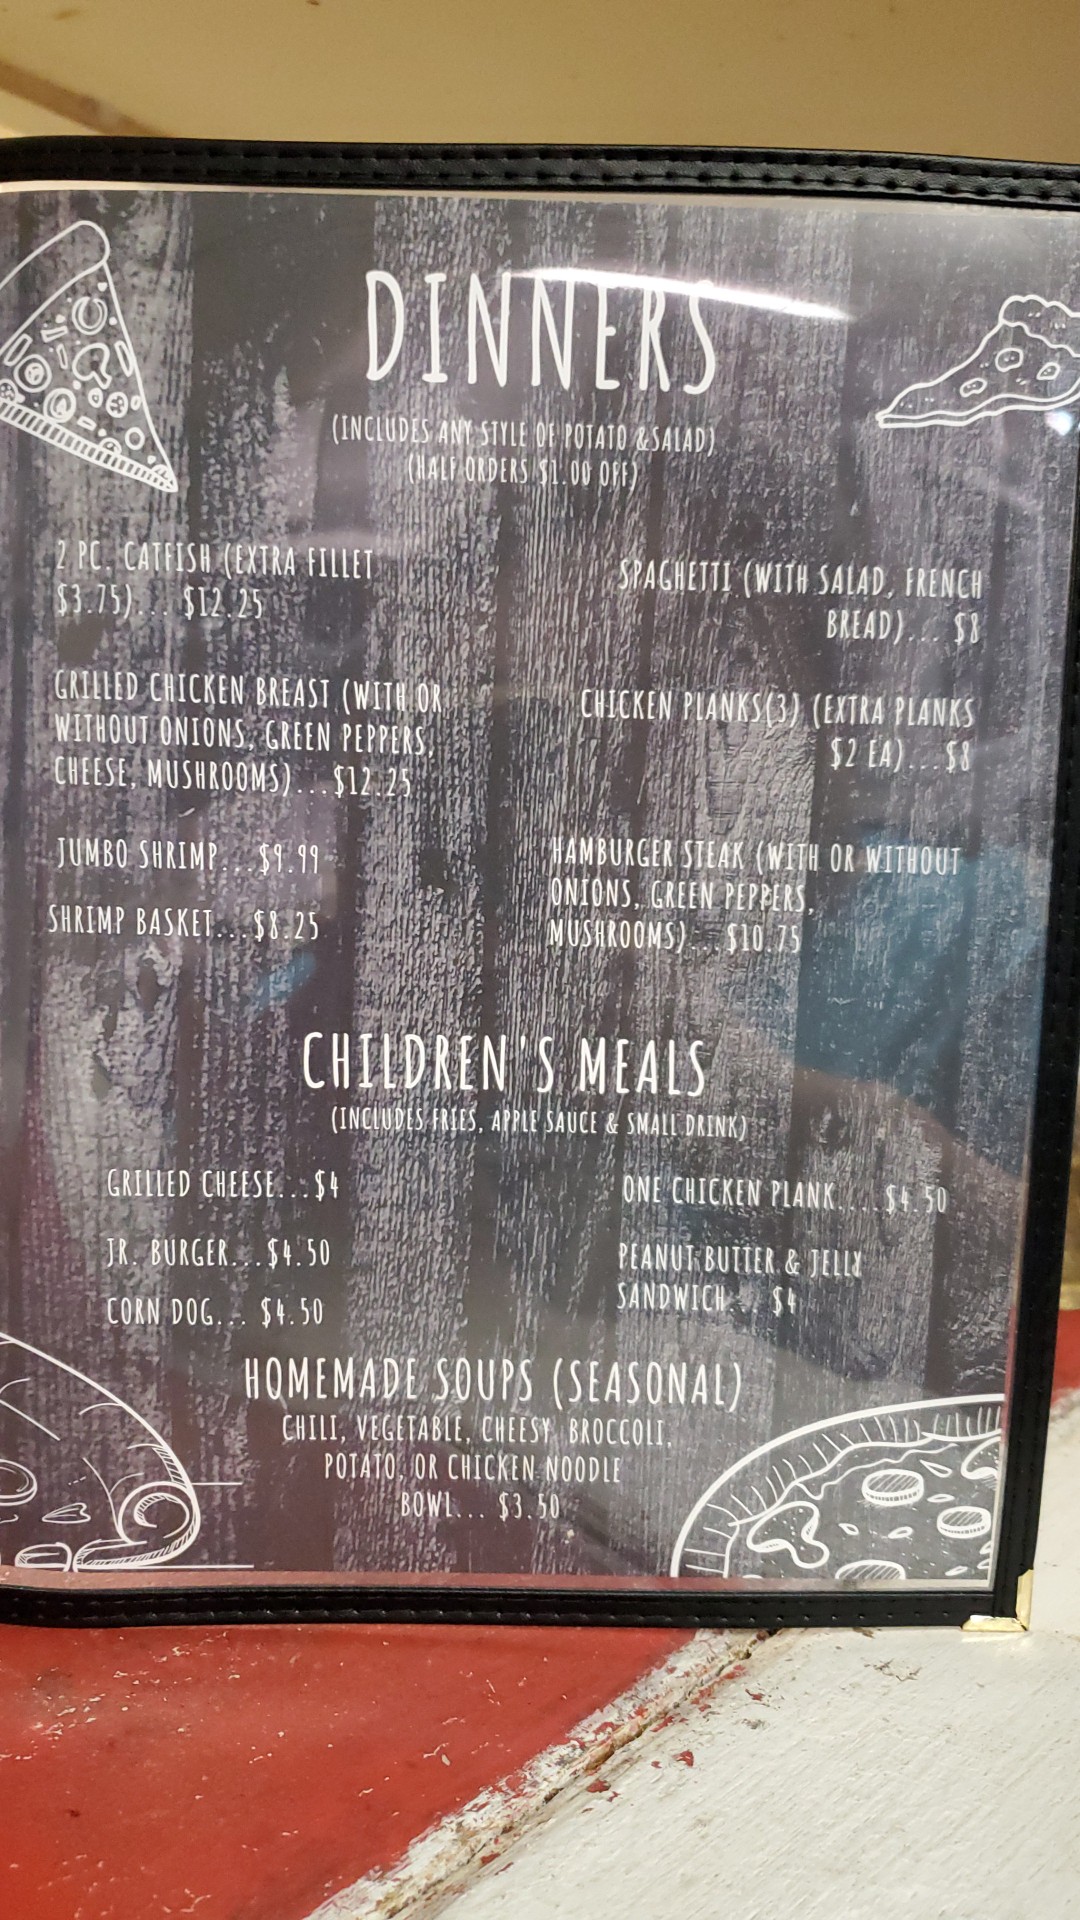 DINNERS
(INCLUDES ANY STYLE OF POTATO & SALAD)
(HALF ORDERS $1.00 OFF)
2 PC. CATFISH (EXTRA FILLET
$3.75)... $12.25
GRILLED CHICKEN BREAST (WITH OR
WITHOUT ONIONS, GREEN PEPPERS,
CHEESE, MUSHROOMS)...$12.25
JUMBO SHRIMP...$9.99
SHRIMP BASKET...$8.25
SPAGHETTI (WITH SALAD, FRENCH
BREAD)... $8
CHICKEN PLANKS(3) (EXTRA PLANKS
$2 EA)...$8
HAMBURGER STEAK (WITH OR WITHOUT
ONIONS, GREEN PEPPERS,
MUSHROOMS)... $10.75
CHILDREN'S MEALS
(INCLUDES FRIES, APPLE SAUCE & SMALL DRINK)
GRILLED CHEESE...$4
JR. BURGER...$4.50
CORN DOG... $4.50
ONE CHICKEN PLANK....$4.50
PEANUT BUTTER & JELLY
SANDWICH... $4
HOMEMADE SOUPS (SEASONAL)
CHILI, VEGETABLE, CHEESY BROCCOLI,
POTATO, OR CHICKEN NOODLE
BOWL... $3.50